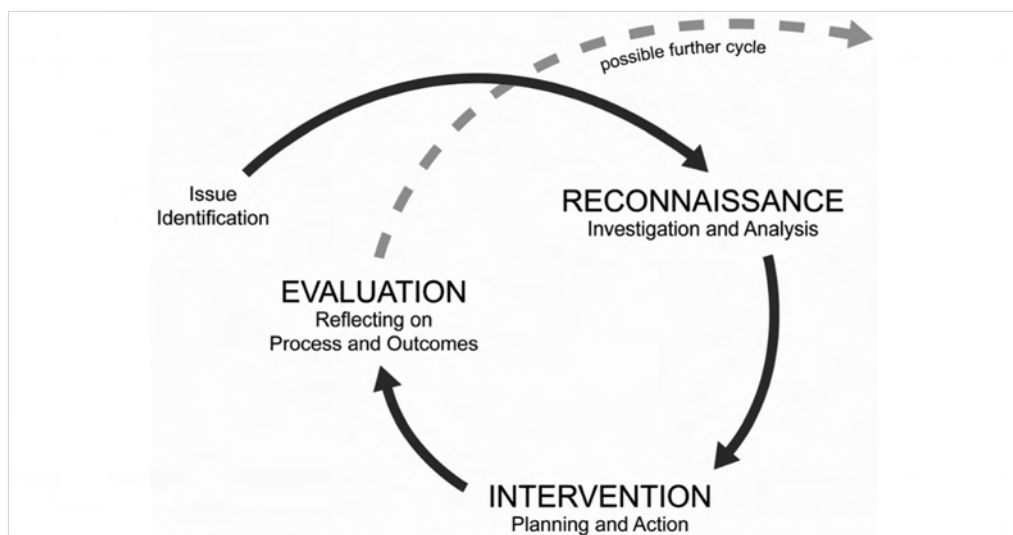 possible further cycle
Issue
Identification
RECONNAISSANCE
Investigation and Analysis
EVALUATION
Reflecting on
Process and Outcomes
INTERVENTION
Planning and Action